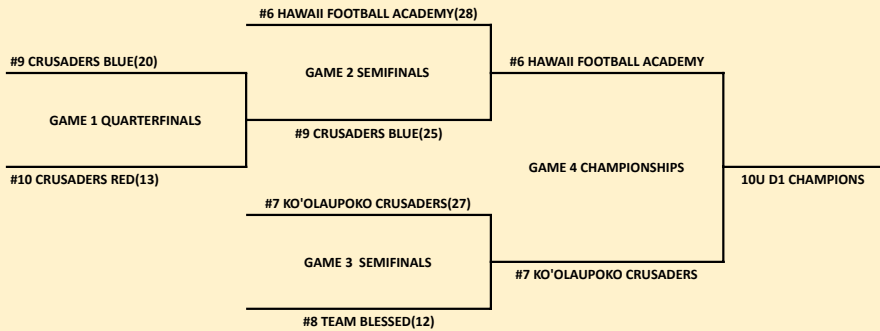 #6 HAWAII FOOTBALL ACADEMY(28)
#9 CRUSADERS BLUE(20)
GAME 2 SEMIFINALS
#6 HAWAII FOOTBALL ACADEMY
GAME 1 QUARTERFINALS
#9 CRUSADERS BLUE(25)
#10 CRUSADERS RED(13)
GAME 4 CHAMPIONSHIPS
10U D1 CHAMPIONS
#7 KO'OLAUPOKO CRUSADERS(27)
GAME 3 SEMIFINALS
#7 KO'OLAUPOKO CRUSADERS
#8 TEAM BLESSED(12)